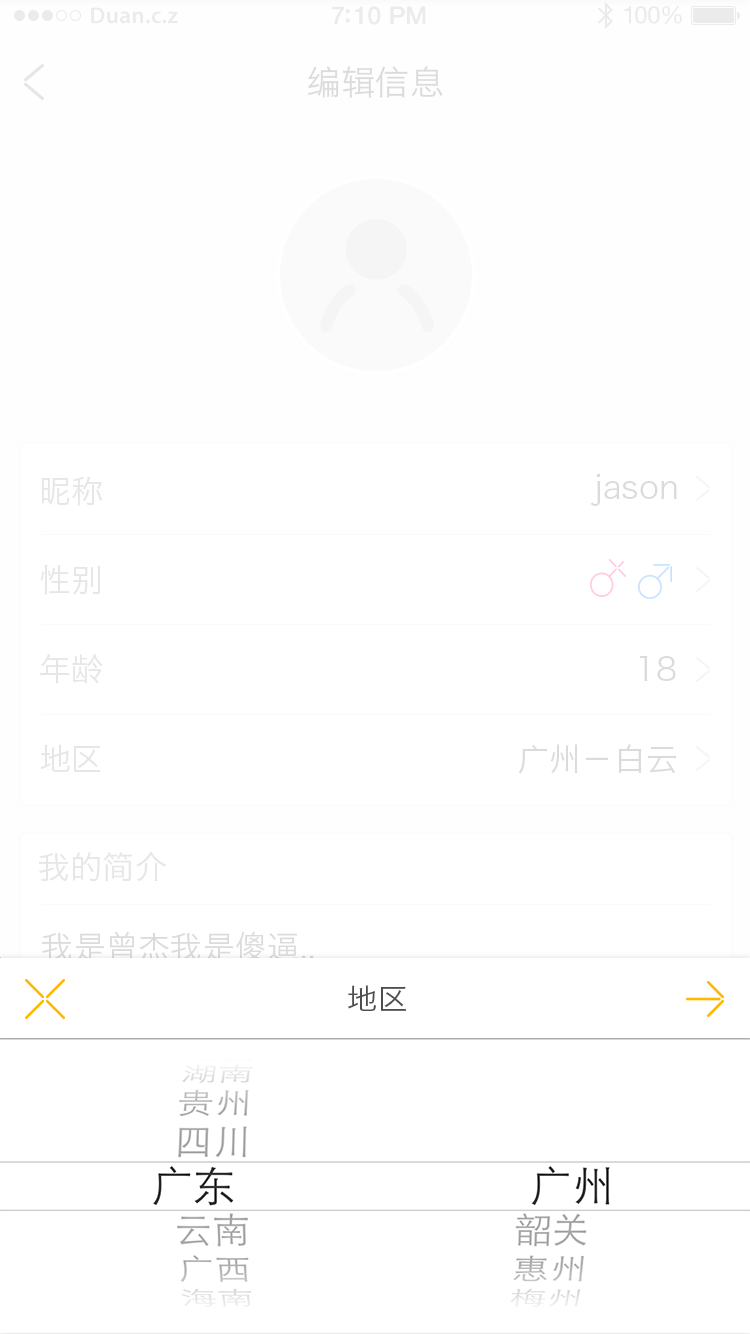 Duan.c.z 7:10 PM 100%
编辑信息
昵称 jason
性别
年龄 18
地区 广州－白云
我的简介
我是曾杰我是傻逼..
地区
湖南
贵州
四川
广东 广州
云南 韶关
广西 惠州
海南 梅州